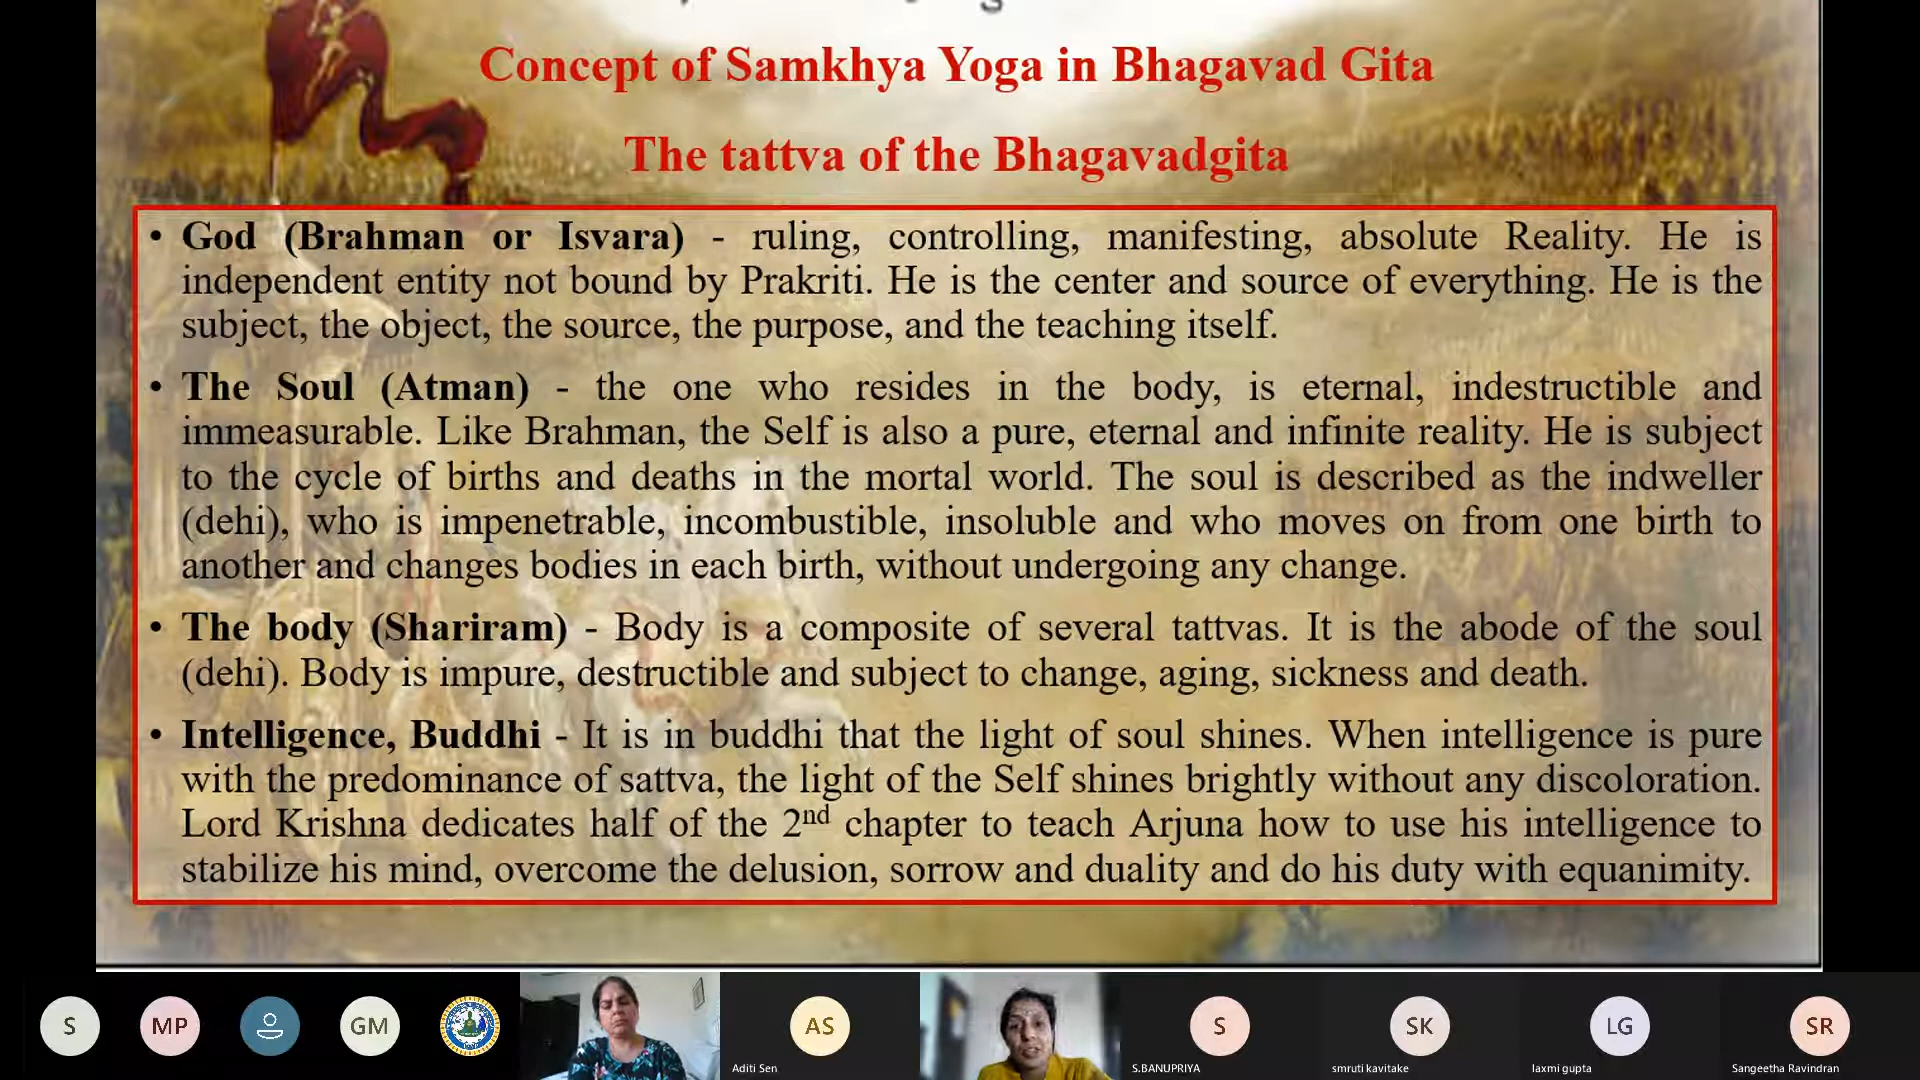 Concept of Samkhya Yoga in Bhagavad Gita
The tattva of the Bhagavadgita
• God (Brahman or Isvara) - ruling, controlling, manifesting, absolute Reality. He is
independent entity not bound by Prakriti. He is the center and source of everything. He is the
subject, the object, the source, the purpose, and the teaching itself.
• The Soul (Atman) - the one who resides in the body, is eternal, indestructible and
immeasurable. Like Brahman, the Self is also a pure, eternal and infinite reality. He is subject
to the cycle of births and deaths in the mortal world. The soul is described as the indweller
(dehi), who is impenetrable, incombustible, insoluble and who moves on from one birth to
another and changes bodies in each birth, without undergoing any change.
• The body (Shariram) - Body is a composite of several tattvas. It is the abode of the soul
(dehi). Body is impure, destructible and subject to change, aging, sickness and death.
• Intelligence, Buddhi - It is in buddhi that the light of soul shines. When intelligence is pure
with the predominance of sattva, the light of the Self shines brightly without any discoloration.
Lord Krishna dedicates half of the 2nd chapter to teach Arjuna how to use his intelligence to
stabilize his mind, overcome the delusion, sorrow and duality and do his duty with equanimity.
S MP GM AS S SK LG SR
Aditi Sen S.BANUPRIYA smruti kavitake laxmi gupta Sangeetha Ravindran